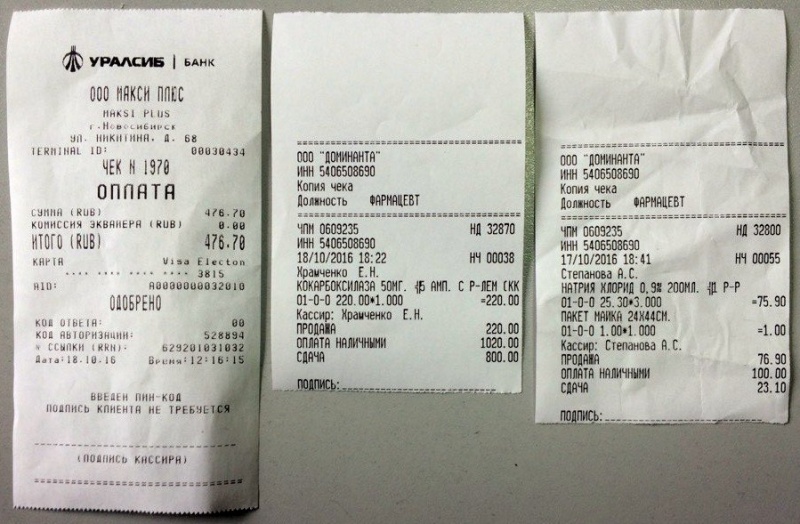 УРАЛСИБ | БАНК
ООО МАКСИ ПЛЮС
MAKSI PLUS
г.Новосибирск
УЛ. НИКИТИНА, Д. 68
TERMINAL ID: 00030434
ЧЕК N 1970
ОПЛАТА
СУММА (RUB) 476.70
КОМИССИЯ ЭКВАЙЕРА (RUB) 0.00
ИТОГО (RUB) 476.70
КАРТА Visa Electon
**** **** **** 3815
AID: A0000000032010
ОДОБРЕНО
КОД ОТВЕТА: 00
КОД АВТОРИЗАЦИИ: 528894
N ССЫЛКИ (RRN): 629201031032
Дата:18.10.16 Время:12:16:15
ВВЕДЕН ПИН-КОД
ПОДПИСЬ КЛИЕНТА НЕ ТРЕБУЕТСЯ
(ПОДПИСЬ КАССИРА)
ООО "ДОМИНАНТА"
ИНН 5406508690
Копия чека
Должность ФАРМАЦЕВТ
ЧПМ 0609235 НД 32870
ИНН 5406508690
18/10/2016 18:22 НЧ 00038
Храмченко Е.Н.
КОКАРБОКСИЛАЗА 50МГ. №5 АМП. С Р-ЛЕМ СКК
01-0-0 220.00*1.000 =220.00
Кассир: Храмченко Е.Н.
ПРОДАЖА 220.00
ОПЛАТА НАЛИЧНЫМИ 1020.00
СДАЧА 800.00
ПОДПИСЬ:
ООО "ДОМИНАНТА"
ИНН 5406508690
Копия чека
Должность ФАРМАЦЕВТ
ЧПМ 0609235 НД 32800
ИНН 5406508690
17/10/2016 18:41 НЧ 00055
Степанова А.С.
НАТРИЯ ХЛОРИД 0,9% 200МЛ. №1 Р-Р
01-0-0 25.30*3.000 =75.90
ПАКЕТ МАЙКА 24Х44СМ.
01-0-0 1.00*1.000 =1.00
Кассир: Степанова А.С.
ПРОДАЖА 76.90
ОПЛАТА НАЛИЧНЫМИ 100.00
СДАЧА 23.10
ПОДПИСЬ: